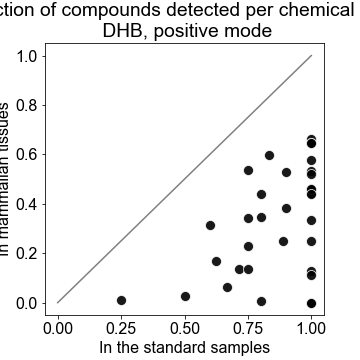 ction of compounds detected per chemical
DHB, positive mode
In mammalian tissues
1.0
0.8
0.6
0.4
0.2
0.0
0.00 0.25 0.50 0.75 1.00
In the standard samples